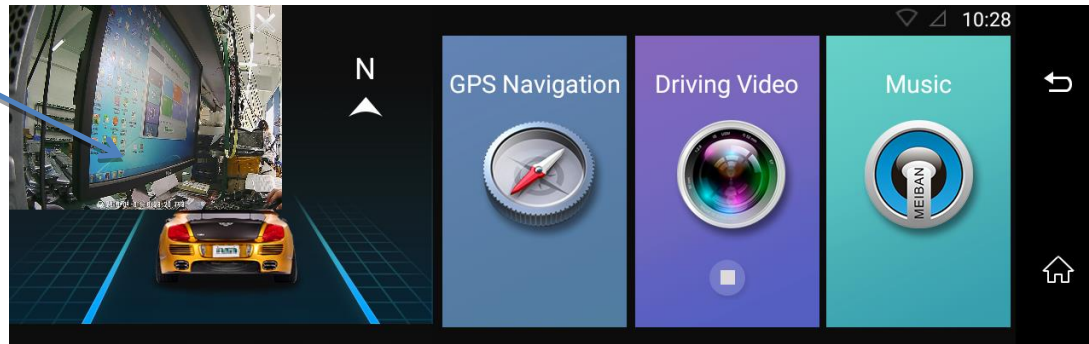 10:28
N
GPS Navigation
Driving Video
Music
MEIBAN